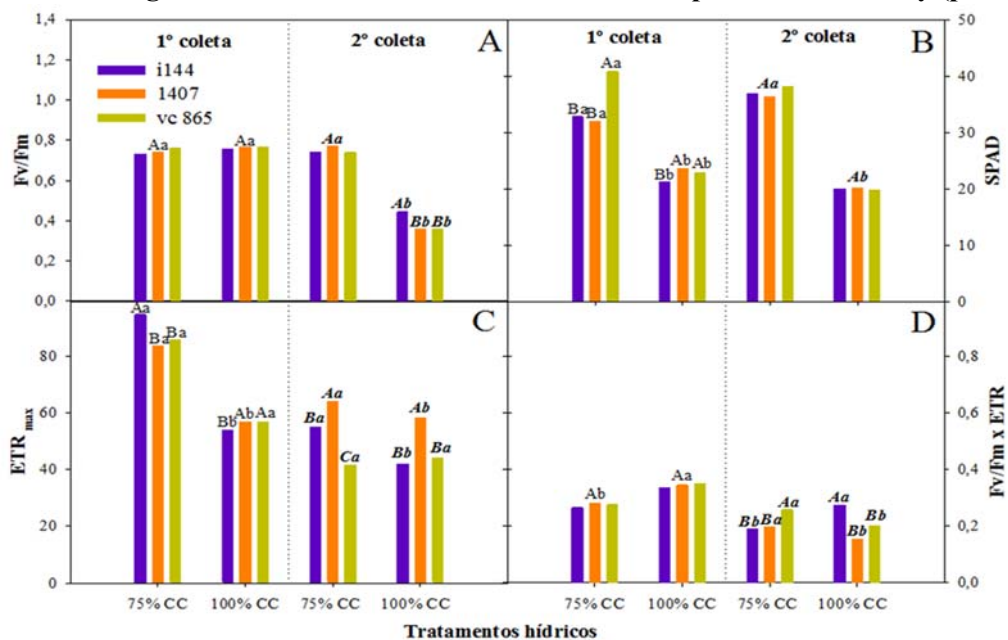 1,4 1º coleta 2º coleta A
1,2 i144
1,0 1407
vc 865
0,8 Aa Aa Aa
0,6
0,4 Ab Bb Bb
0,2
0,0
Fv/Fm
1º coleta 2º coleta B 50
Aa Aa 40
Ba Ba 30
Bb Ab Ab Ab 20
10
0
SPAD
C
Aa Ba Ba
80
60 Bb Ab Aa Ba Aa Ca Bb Ab Ba
40
20
0
ETR max
D
0,8
0,6
0,4
Ab Aa Bb Ba Aa Aa Bb Bb
0,2
0,0
Fv/Fm x ETR
75% CC 100% CC 75% CC 100% CC 75% CC 100% CC 75% CC 100% CC
Tratamentos hídricos